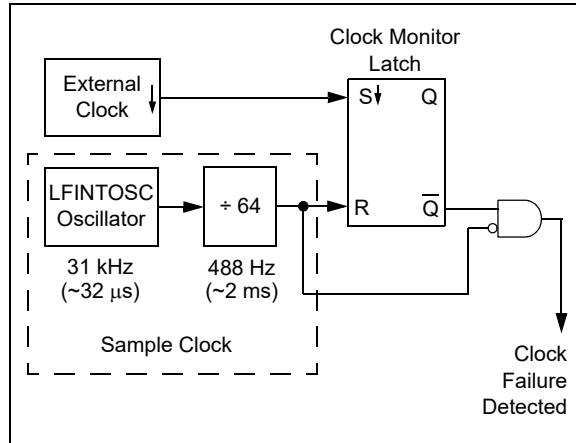 Clock Monitor
Latch
External
Clock
S
Q
LFINTOSC
Oscillator
÷ 64
R
Q̅
31 kHz
(~32 μs)
488 Hz
(~2 ms)
Sample Clock
Clock
Failure
Detected